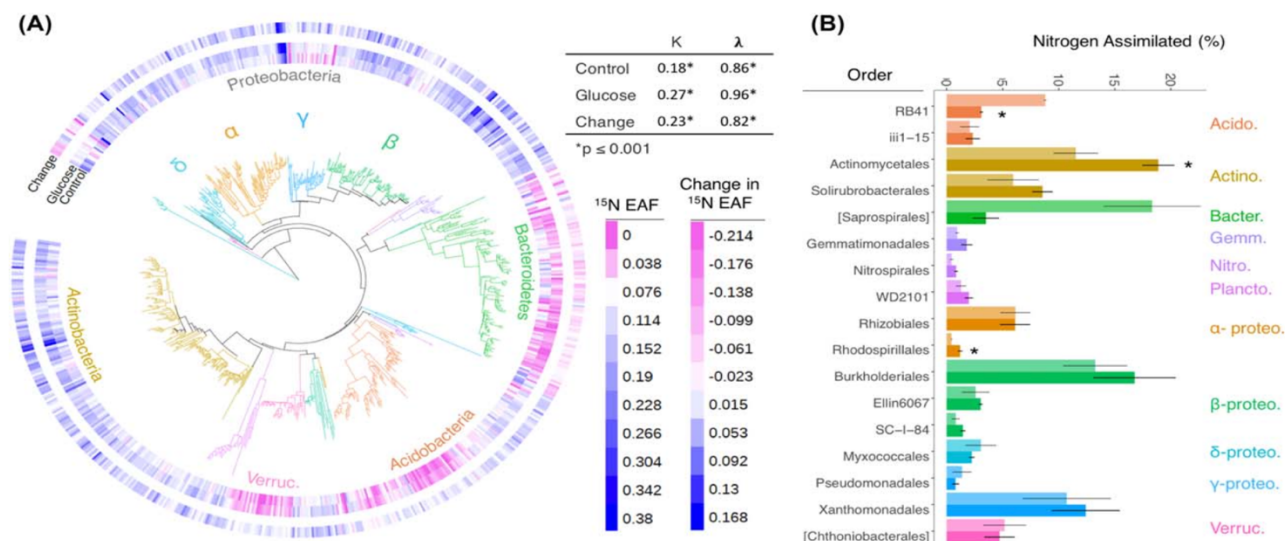 (A)
Proteobacteria
δ
α
γ
β
Bacteroidetes
Acidobacteria
Verruc.
Actinobacteria
Change
Glucose
Control
K λ
Control 0.18* 0.86*
Glucose 0.27* 0.96*
Change 0.23* 0.82*
*p ≤ 0.001
¹⁵N EAF
0
0.038
0.076
0.114
0.152
0.19
0.228
0.266
0.304
0.342
0.38
Change in
¹⁵N EAF
-0.214
-0.176
-0.138
-0.099
-0.061
-0.023
0.015
0.053
0.092
0.13
0.168
(B)
Nitrogen Assimilated (%)
Order
0 5 10 15 20
RB41 *
iii1-15
Actinomycetales *
Solirubrobacterales
[Saprospirales]
Gemmatimonadales
Nitrospirales
WD2101
Rhizobiales
Rhodospirillales *
Burkholderiales
Ellin6067
SC-I-84
Myxococcales
Pseudomonadales
Xanthomonadales
[Chthoniobacterales]
Acido.
Actino.
Bacter.
Gemm.
Nitro.
Plancto.
α- proteo.
β-proteo.
δ-proteo.
γ-proteo.
Verruc.